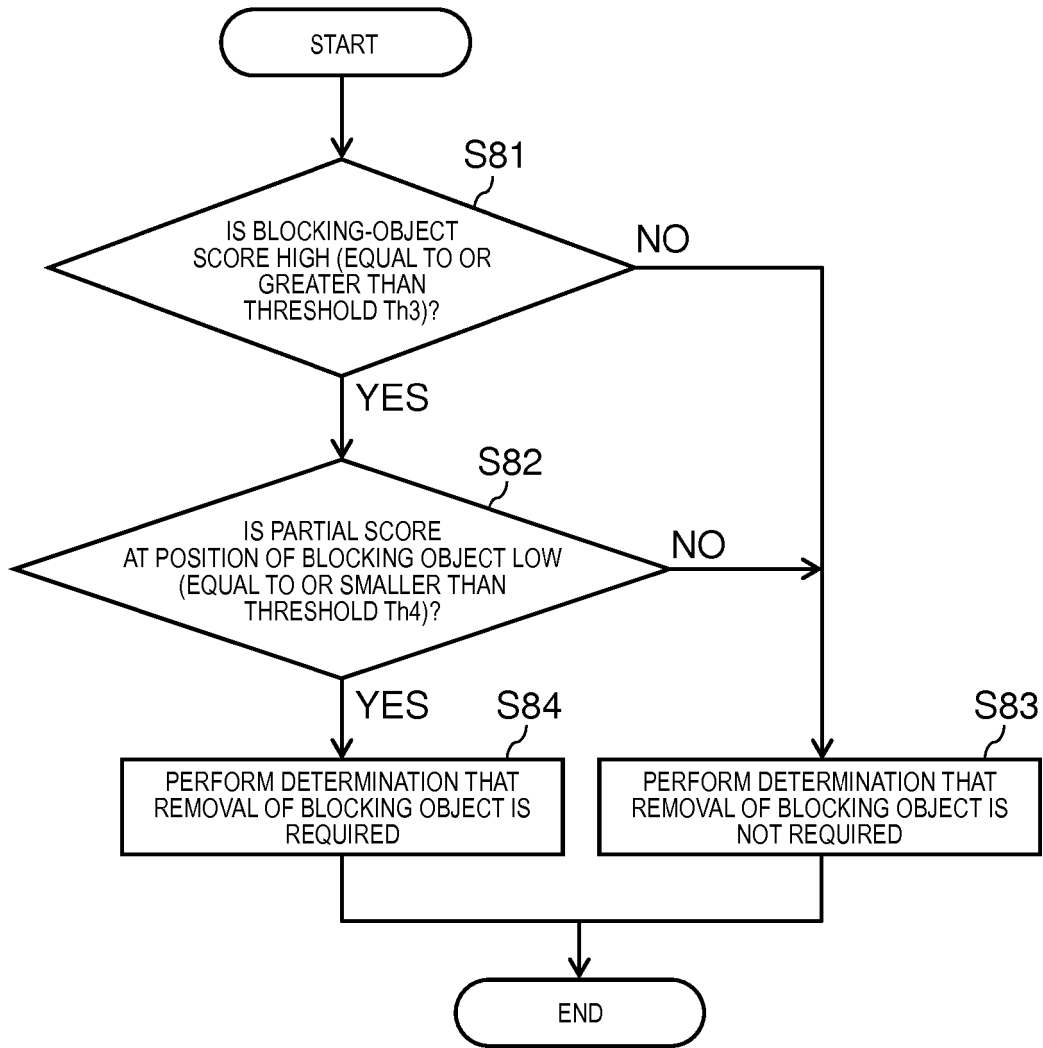 START
S81
IS BLOCKING-OBJECT
SCORE HIGH (EQUAL TO OR
GREATER THAN
THRESHOLD Th3)?
NO
YES
S82
IS PARTIAL SCORE
AT POSITION OF BLOCKING OBJECT LOW
(EQUAL TO OR SMALLER THAN
THRESHOLD Th4)?
NO
YES
S84
PERFORM DETERMINATION THAT
REMOVAL OF BLOCKING OBJECT IS
REQUIRED
S83
PERFORM DETERMINATION THAT
REMOVAL OF BLOCKING OBJECT IS
NOT REQUIRED
END